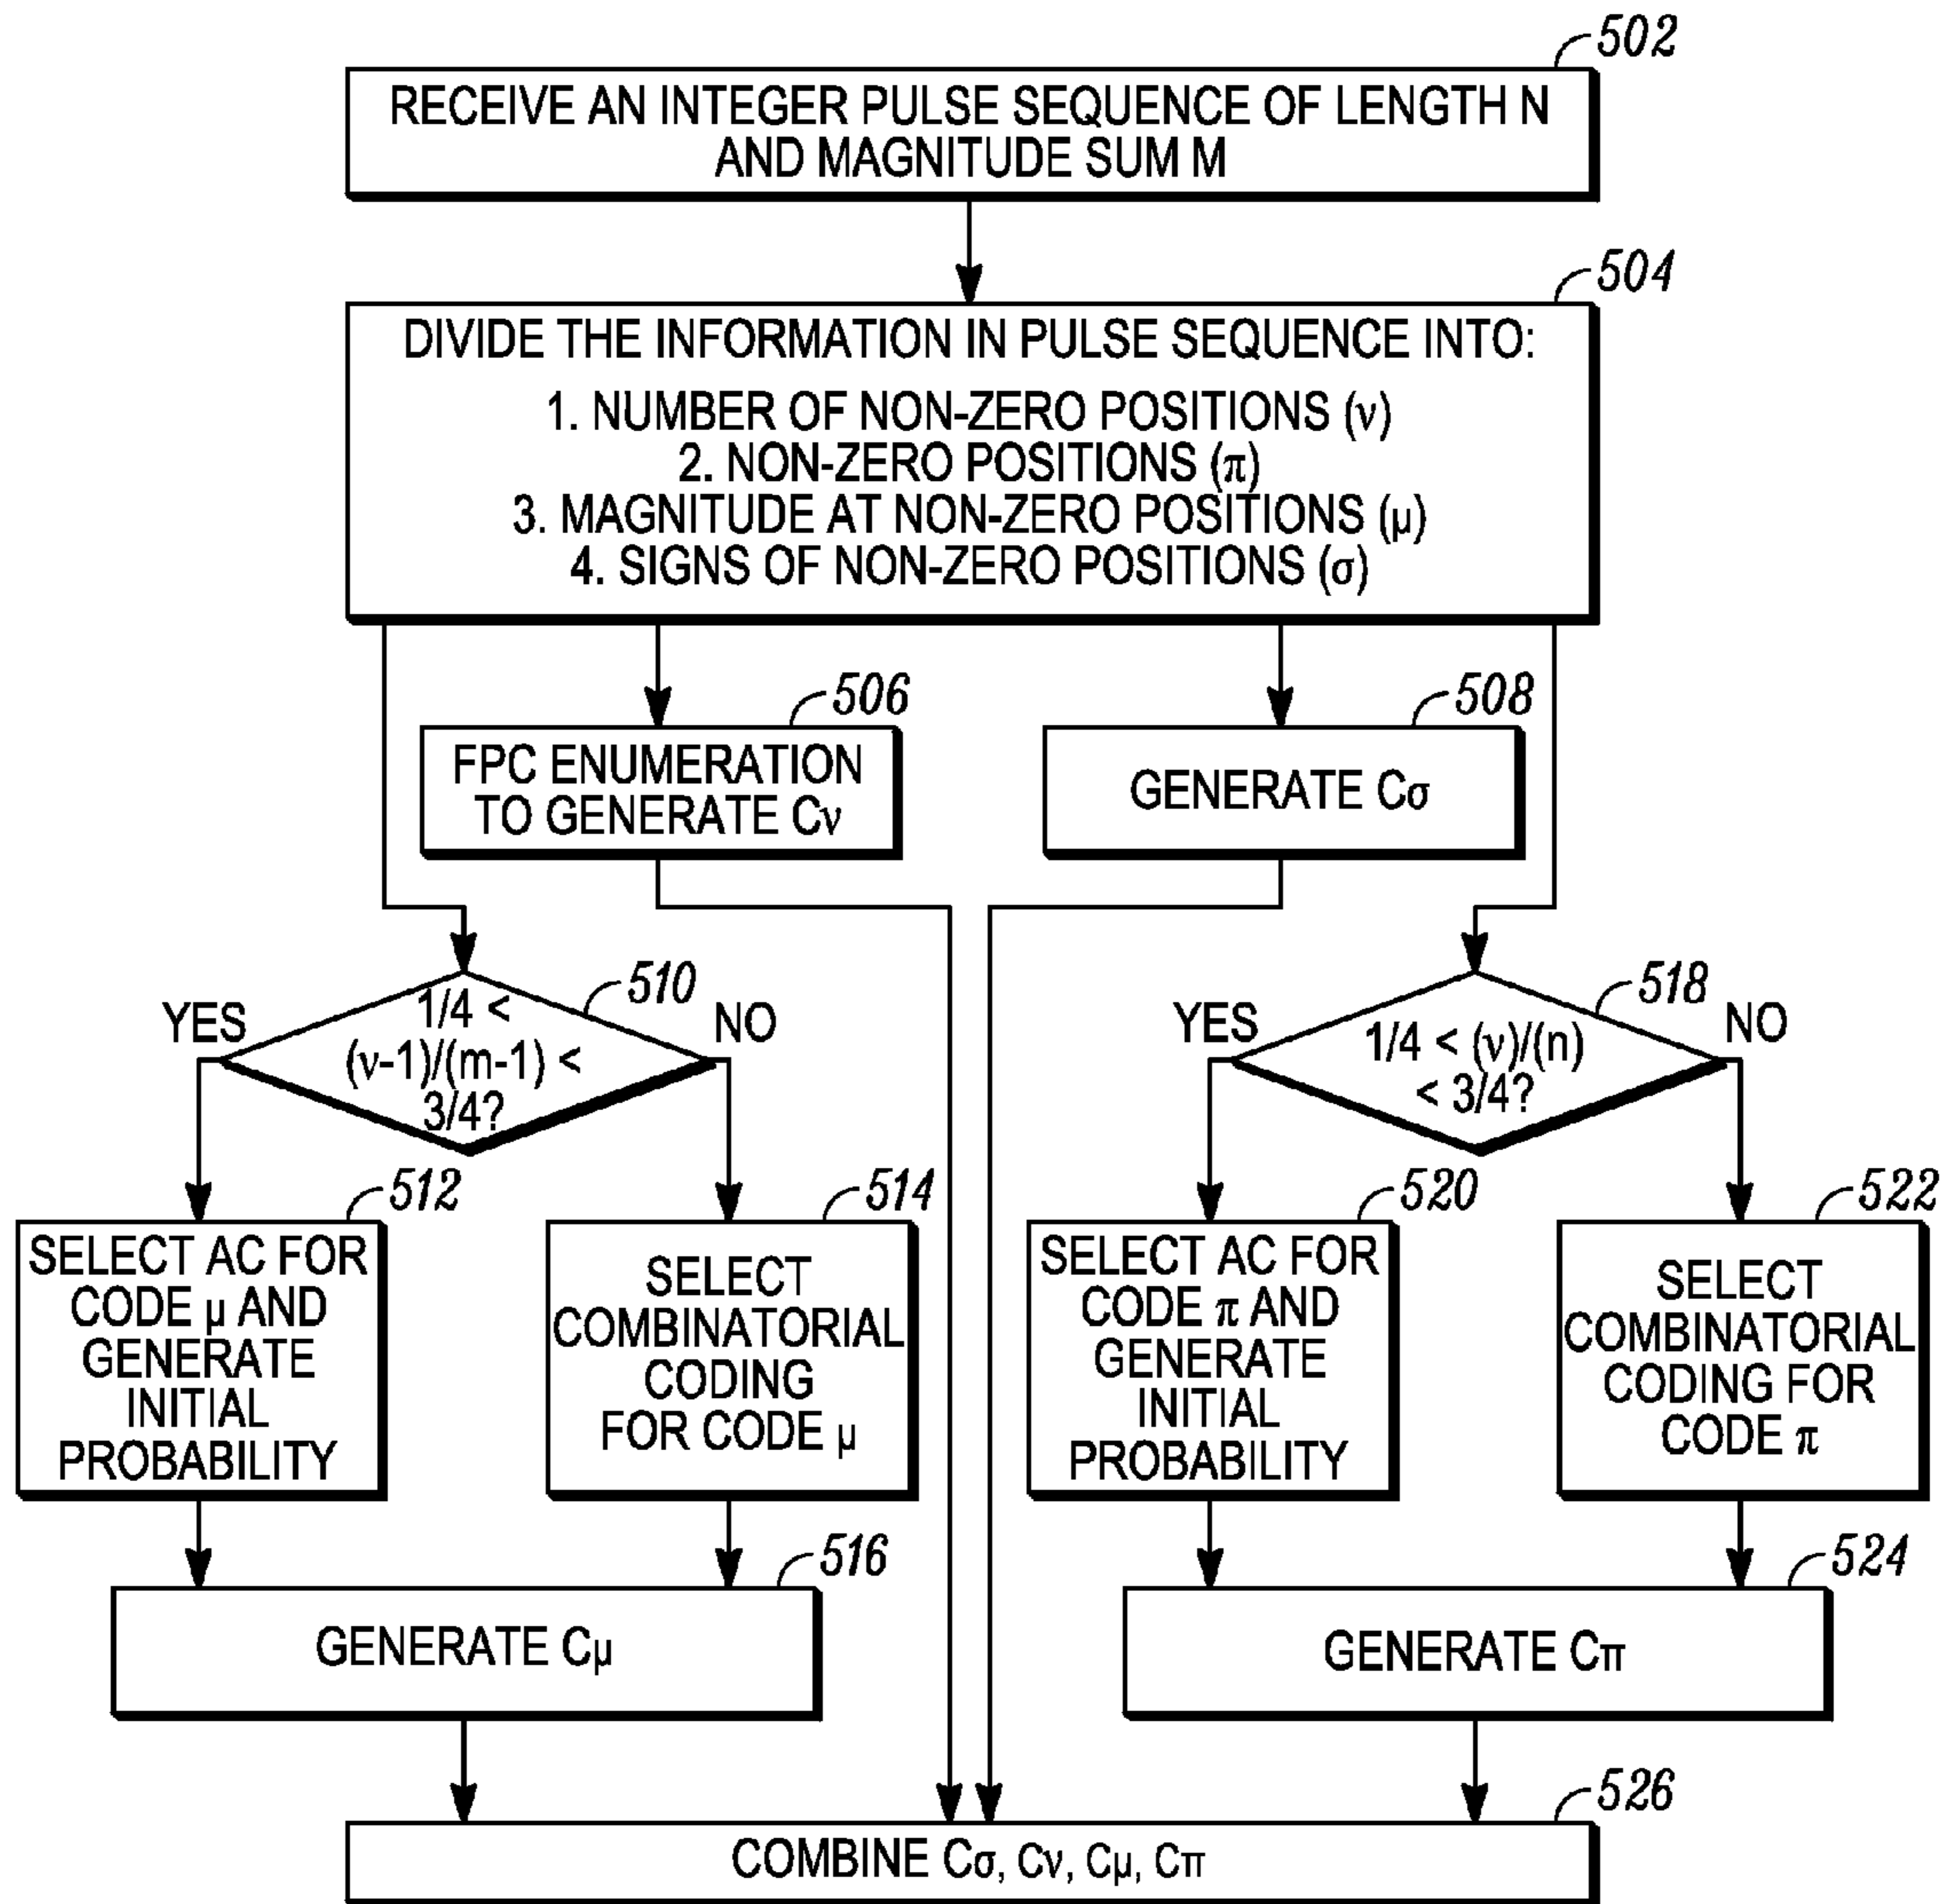 502
RECEIVE AN INTEGER PULSE SEQUENCE OF LENGTH N
AND MAGNITUDE SUM M
504
DIVIDE THE INFORMATION IN PULSE SEQUENCE INTO:
1. NUMBER OF NON-ZERO POSITIONS (ν)
2. NON-ZERO POSITIONS (π)
3. MAGNITUDE AT NON-ZERO POSITIONS (μ)
4. SIGNS OF NON-ZERO POSITIONS (σ)
506
FPC ENUMERATION
TO GENERATE Cν
508
GENERATE Cσ
510
YES
NO
1/4 <
(ν-1)/(m-1) <
3/4?
518
YES
NO
1/4 < (ν)/(n)
< 3/4?
512
SELECT AC FOR
CODE μ AND
GENERATE
INITIAL
PROBABILITY
514
SELECT
COMBINATORIAL
CODING
FOR CODE μ
520
SELECT AC FOR
CODE π AND
GENERATE
INITIAL
PROBABILITY
522
SELECT
COMBINATORIAL
CODING FOR
CODE π
516
GENERATE Cμ
524
GENERATE Cπ
526
COMBINE Cσ, Cν, Cμ, Cπ